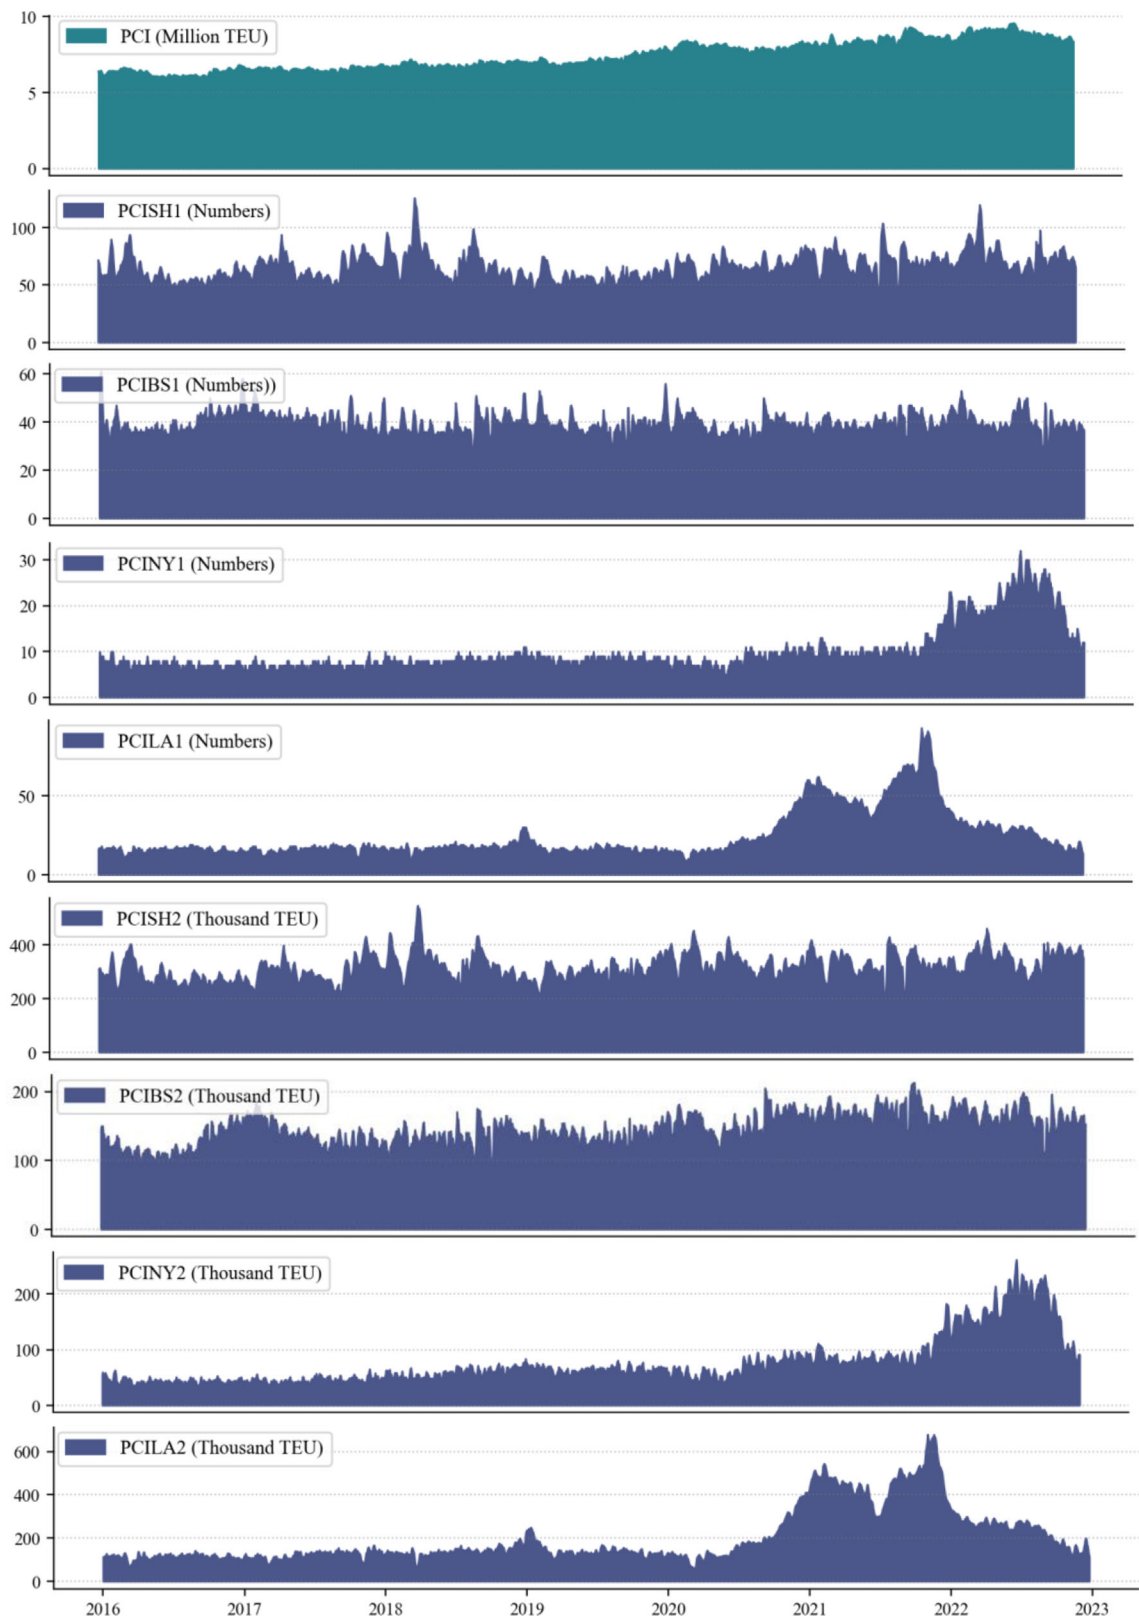 10
PCI (Million TEU)
5
0
PCISH1 (Numbers)
100
50
0
60
PCIBS1 (Numbers))
40
20
0
30
PCINY1 (Numbers)
20
10
0
PCILA1 (Numbers)
50
0
PCISH2 (Thousand TEU)
400
200
0
200
PCIBS2 (Thousand TEU)
100
0
PCINY2 (Thousand TEU)
200
100
0
PCILA2 (Thousand TEU)
600
400
200
0
2016 2017 2018 2019 2020 2021 2022 2023